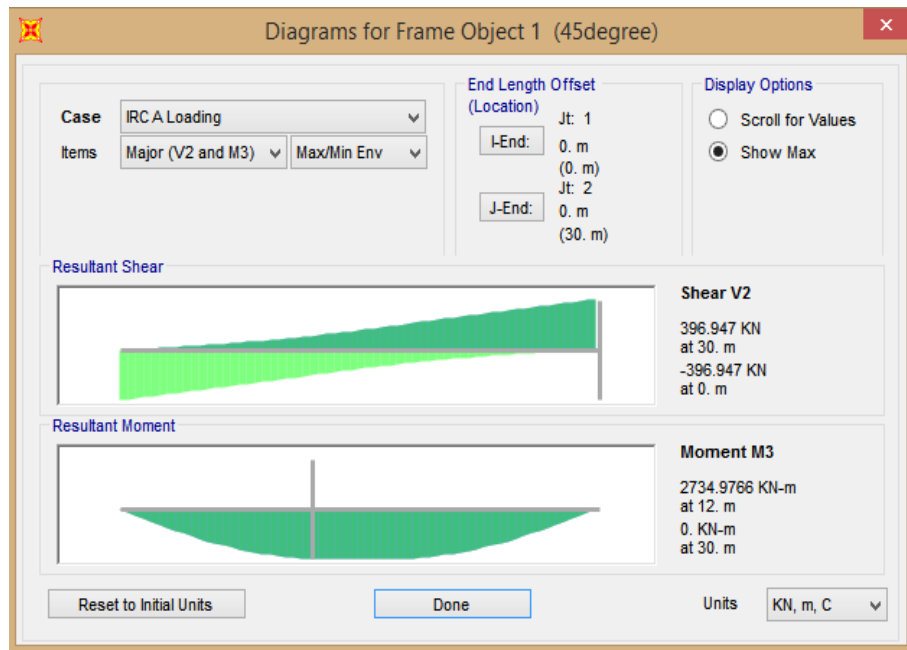 Diagrams for Frame Object 1 (45degree)
x
Case IRC A Loading
Items Major (V2 and M3) Max/Min Env
End Length Offset
(Location)
Jt: 1
I-End: 0. m
(0. m)
Jt: 2
J-End: 0. m
(30. m)
Display Options
Scroll for Values
Show Max
Resultant Shear
Shear V2
396.947 KN
at 30. m
-396.947 KN
at 0. m
Resultant Moment
Moment M3
2734.9766 KN-m
at 12. m
0. KN-m
at 30. m
Reset to Initial Units Done Units KN, m, C